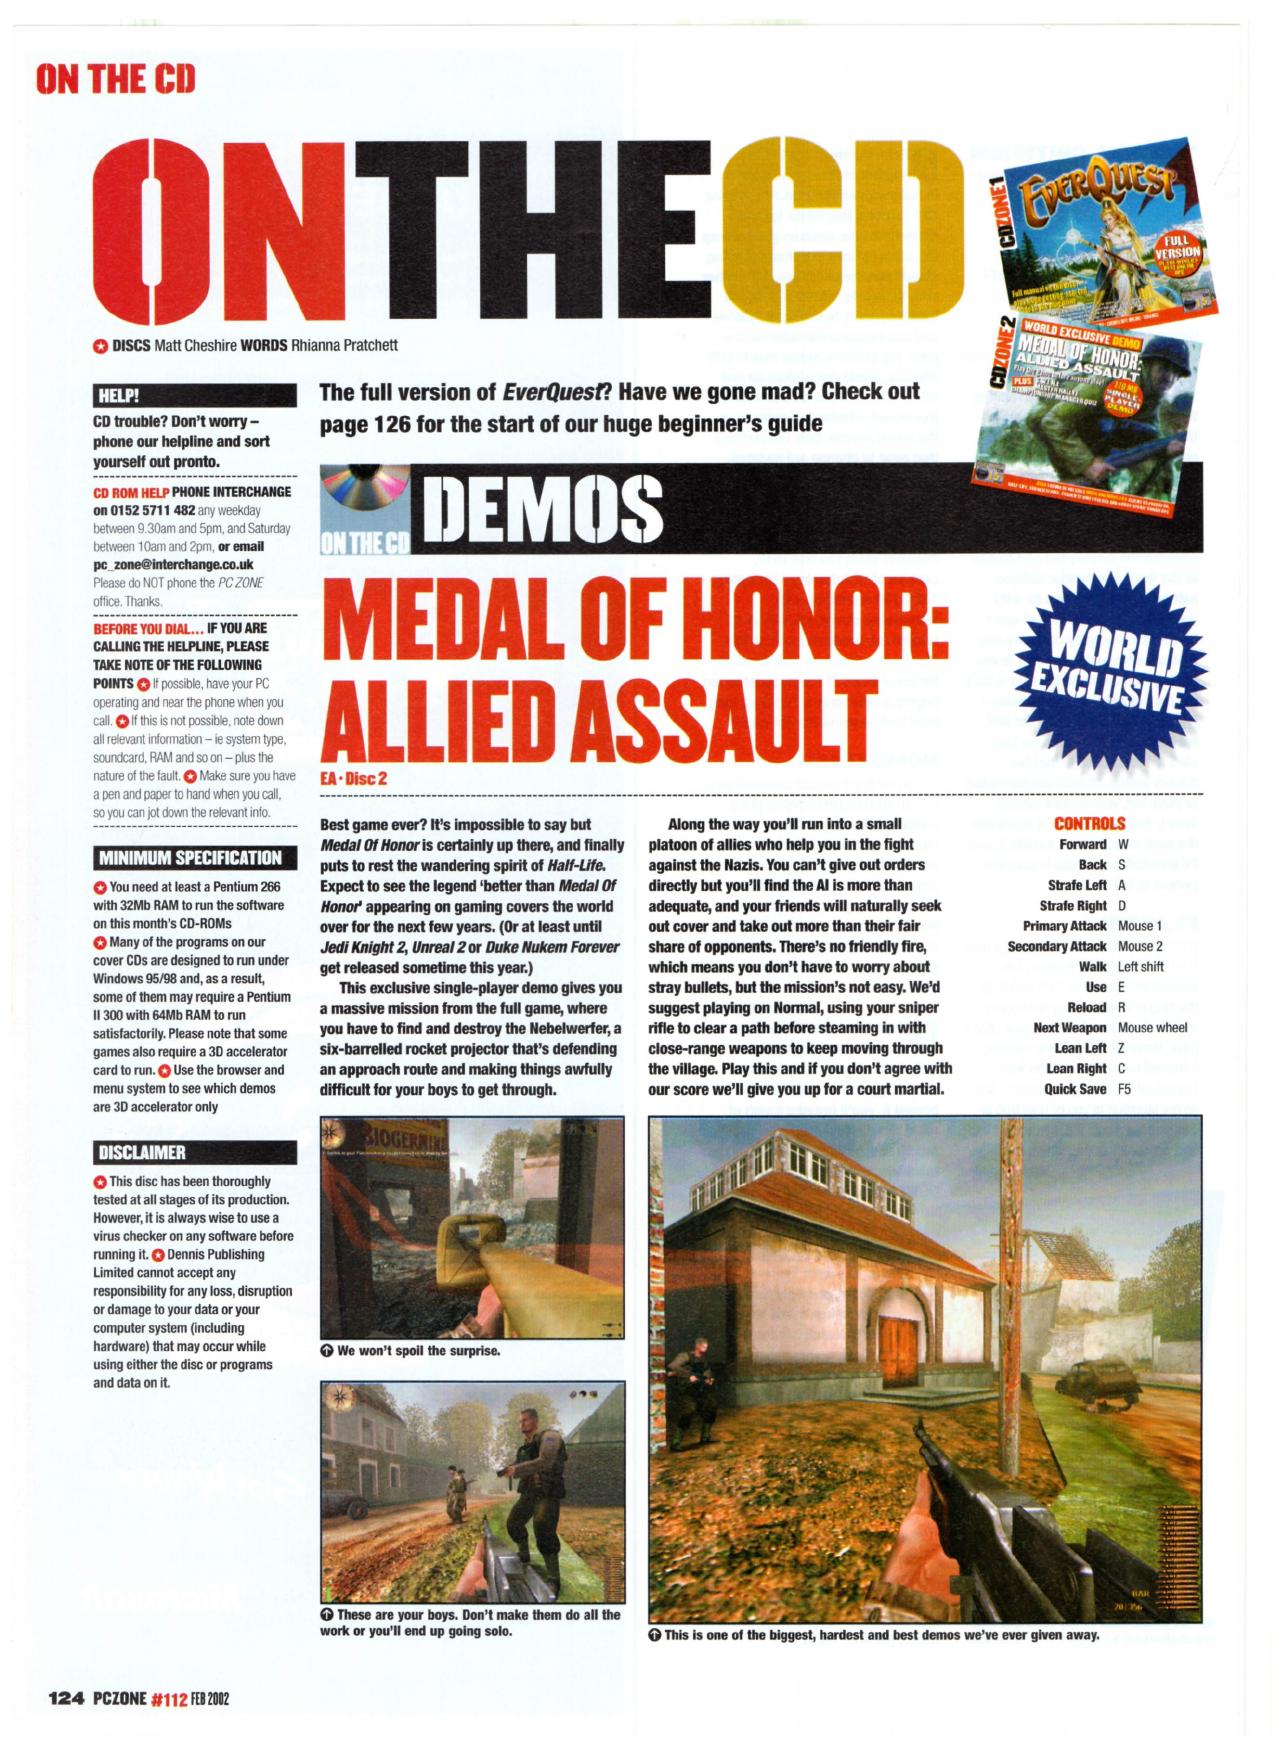 ON THE CD
ONTHECD
DISCS Matt Cheshire WORDS Rhianna Pratchett
CDZONE1
EVERQUEST
FULL
VERSION
CDZONE 2
WORLD EXCLUSIVE DEMO
MEDAL OF HONOR:
ALLIED ASSAULT
PLUS
SINGLE-
PLAYER
DEMO
HELP!
CD trouble? Don't worry –
phone our helpline and sort
yourself out pronto.
CD ROM HELP PHONE INTERCHANGE
on 0152 5711 482 any weekday
between 9.30am and 5pm, and Saturday
between 10am and 2pm, or email
pc_zone@interchange.co.uk
Please do NOT phone the PC ZONE
office. Thanks.
BEFORE YOU DIAL... IF YOU ARE
CALLING THE HELPLINE, PLEASE
TAKE NOTE OF THE FOLLOWING
POINTS If possible, have your PC
operating and near the phone when you
call. If this is not possible, note down
all relevant information – ie system type,
soundcard, RAM and so on – plus the
nature of the fault. Make sure you have
a pen and paper to hand when you call,
so you can jot down the relevant info.
MINIMUM SPECIFICATION
You need at least a Pentium 266
with 32Mb RAM to run the software
on this month's CD-ROMs
Many of the programs on our
cover CDs are designed to run under
Windows 95/98 and, as a result,
some of them may require a Pentium
II 300 with 64Mb RAM to run
satisfactorily. Please note that some
games also require a 3D accelerator
card to run. Use the browser and
menu system to see which demos
are 3D accelerator only
DISCLAIMER
This disc has been thoroughly
tested at all stages of its production.
However, it is always wise to use a
virus checker on any software before
running it. Dennis Publishing
Limited cannot accept any
responsibility for any loss, disruption
or damage to your data or your
computer system (including
hardware) that may occur while
using either the disc or programs
and data on it.
The full version of EverQuest? Have we gone mad? Check out
page 126 for the start of our huge beginner's guide
ON THE CD
DEMOS
MEDAL OF HONOR:
ALLIED ASSAULT
EA • Disc 2
WORLD
EXCLUSIVE
Best game ever? It's impossible to say but
Medal Of Honor is certainly up there, and finally
puts to rest the wandering spirit of Half-Life.
Expect to see the legend 'better than Medal Of
Honor' appearing on gaming covers the world
over for the next few years. (Or at least until
Jedi Knight 2, Unreal 2 or Duke Nukem Forever
get released sometime this year.)
This exclusive single-player demo gives you
a massive mission from the full game, where
you have to find and destroy the Nebelwerfer, a
six-barrelled rocket projector that's defending
an approach route and making things awfully
difficult for your boys to get through.
Along the way you'll run into a small
platoon of allies who help you in the fight
against the Nazis. You can't give out orders
directly but you'll find the AI is more than
adequate, and your friends will naturally seek
out cover and take out more than their fair
share of opponents. There's no friendly fire,
which means you don't have to worry about
stray bullets, but the mission's not easy. We'd
suggest playing on Normal, using your sniper
rifle to clear a path before steaming in with
close-range weapons to keep moving through
the village. Play this and if you don't agree with
our score we'll give you up for a court martial.
CONTROLS
Forward W
Back S
Strafe Left A
Strafe Right D
Primary Attack Mouse 1
Secondary Attack Mouse 2
Walk Left shift
Use E
Reload R
Next Weapon Mouse wheel
Lean Left Z
Lean Right C
Quick Save F5
We won't spoil the surprise.
These are your boys. Don't make them do all the
work or you'll end up going solo.
BAR
This is one of the biggest, hardest and best demos we've ever given away.
124 PCZONE #112 FEB 2002